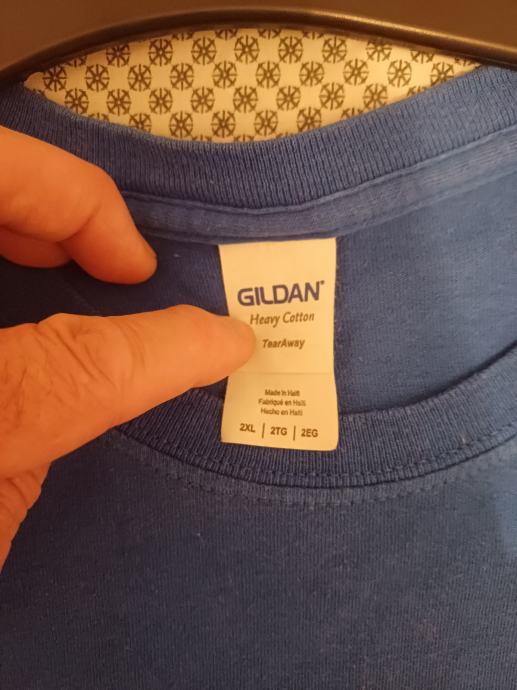 GILDAN®
Heavy Cotton
TearAway
Made in Haiti
Fabriqué en Haïti
Hecho en Haití
2XL | 2TG | 2EG